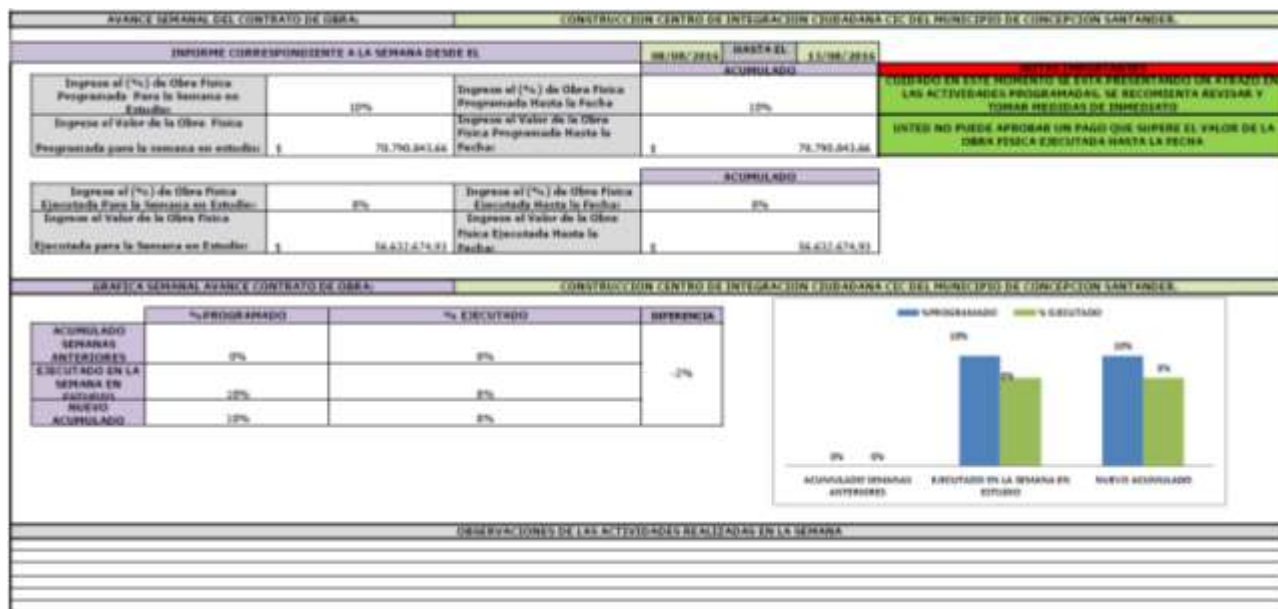 AVANCE SEMANAL DEL CONTRATO DE OBRA: CONSTRUCCION CENTRO DE INTEGRACION CIUDADANA CIC DEL MUNICIPIO DE CONCEPCION SANTANDER.
INFORME CORRESPONDIENTE A LA SEMANA DESDE EL 08/08/2016 HASTA EL 13/08/2016
ACUMULADO
Ingrese el (%) de Obra Fisica
Programada Para la Semana en
Estudio:
10%
Ingrese el (%) de Obra Fisica
Programada Hasta la Fecha
10%
Ingrese el Valor de la Obra Fisica
Programada para la semana en estudio:
$ 70.790.843,66
Ingrese el Valor de la Obra
Fisica Programada Hasta la
Fecha:
$ 70.790.843,66
NOTAS IMPORTANTES
CUIDADO EN ESTE MOMENTO SE ESTA PRESENTANDO UN ATRAZO EN
LAS ACTIVIDADES PROGRAMADAS. SE RECOMIENTA REVISAR Y
TOMAR MEDIDAS DE INMEDIATO
USTED NO PUEDE APROBAR UN PAGO QUE SUPERE EL VALOR DE LA
OBRA FISICA EJECUTADA HASTA LA FECHA
ACUMULADO
Ingrese el (%) de Obra Fisica
Ejecutada Para la Semana en Estudio:
8%
Ingrese el (%) de Obra Fisica
Ejecutada Hasta la Fecha:
8%
Ingrese el Valor de la Obra Fisica
Ejecutada para la Semana en Estudio:
$ 56.632.674,93
Ingrese el Valor de la Obra
Fisica Ejecutada Hasta la
Fecha:
$ 56.632.674,93
GRAFICA SEMANAL AVANCE CONTRATO DE OBRA: CONSTRUCCION CENTRO DE INTEGRACION CIUDADANA CIC DEL MUNICIPIO DE CONCEPCION SANTANDER.
%PROGRAMADO % EJECUTADO DIFERENCIA
ACUMULADO
SEMANAS
ANTERIORES
0% 0%
EJECUTADO EN LA
SEMANA EN
ESTUDIO
10% 8%
-2%
NUEVO
ACUMULADO
10% 8%
%PROGRAMADO % EJECUTADO
10% 8% 10% 8%
0% 0%
ACUMULADO SEMANAS
ANTERIORES
EJECUTADO EN LA SEMANA EN
ESTUDIO
NUEVO ACUMULADO
OBSERVACIONES DE LAS ACTIVIDADES REALIZADAS EN LA SEMANA